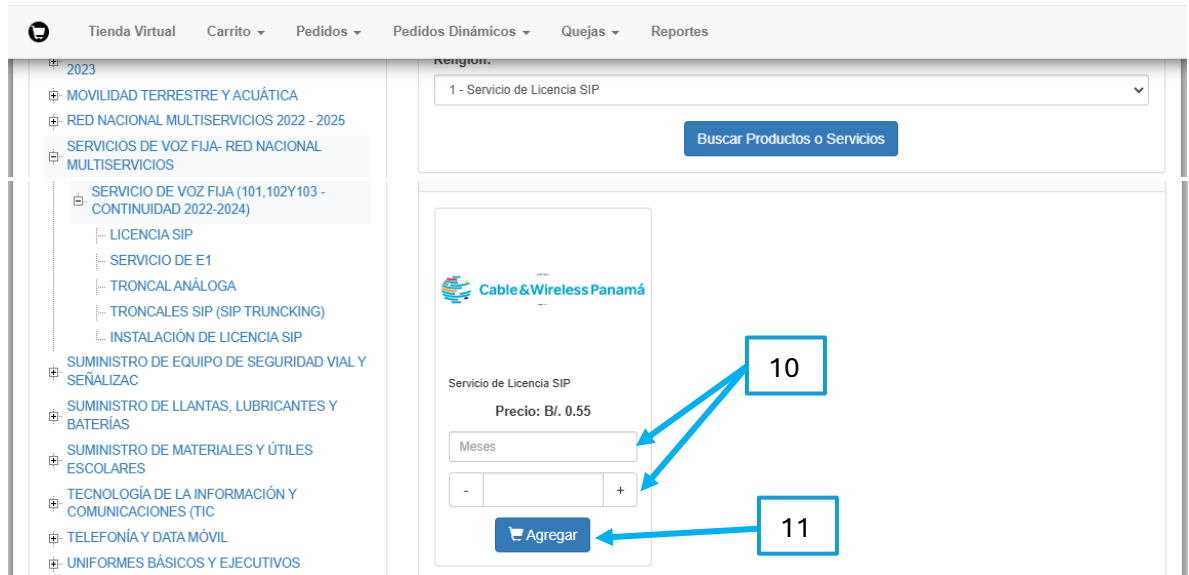 Tienda Virtual Carrito Pedidos Pedidos Dinámicos Quejas Reportes
2023
MOVILIDAD TERRESTRE Y ACUÁTICA
RED NACIONAL MULTISERVICIOS 2022 - 2025
SERVICIOS DE VOZ FIJA- RED NACIONAL
MULTISERVICIOS
SERVICIO DE VOZ FIJA (101,102Y103 -
CONTINUIDAD 2022-2024)
LICENCIA SIP
SERVICIO DE E1
TRONCAL ANÁLOGA
TRONCALES SIP (SIP TRUNCKING)
INSTALACIÓN DE LICENCIA SIP
SUMINISTRO DE EQUIPO DE SEGURIDAD VIAL Y
SEÑALIZAC
SUMINISTRO DE LLANTAS, LUBRICANTES Y
BATERÍAS
SUMINISTRO DE MATERIALES Y ÚTILES
ESCOLARES
TECNOLOGÍA DE LA INFORMACIÓN Y
COMUNICACIONES (TIC
TELEFONÍA Y DATA MÓVIL
UNIFORMES BÁSICOS Y EJECUTIVOS
Renglón:
1 - Servicio de Licencia SIP
Buscar Productos o Servicios
Cable&Wireless Panamá
Servicio de Licencia SIP
Precio: B/. 0.55
Meses
- +
Agregar
10
11